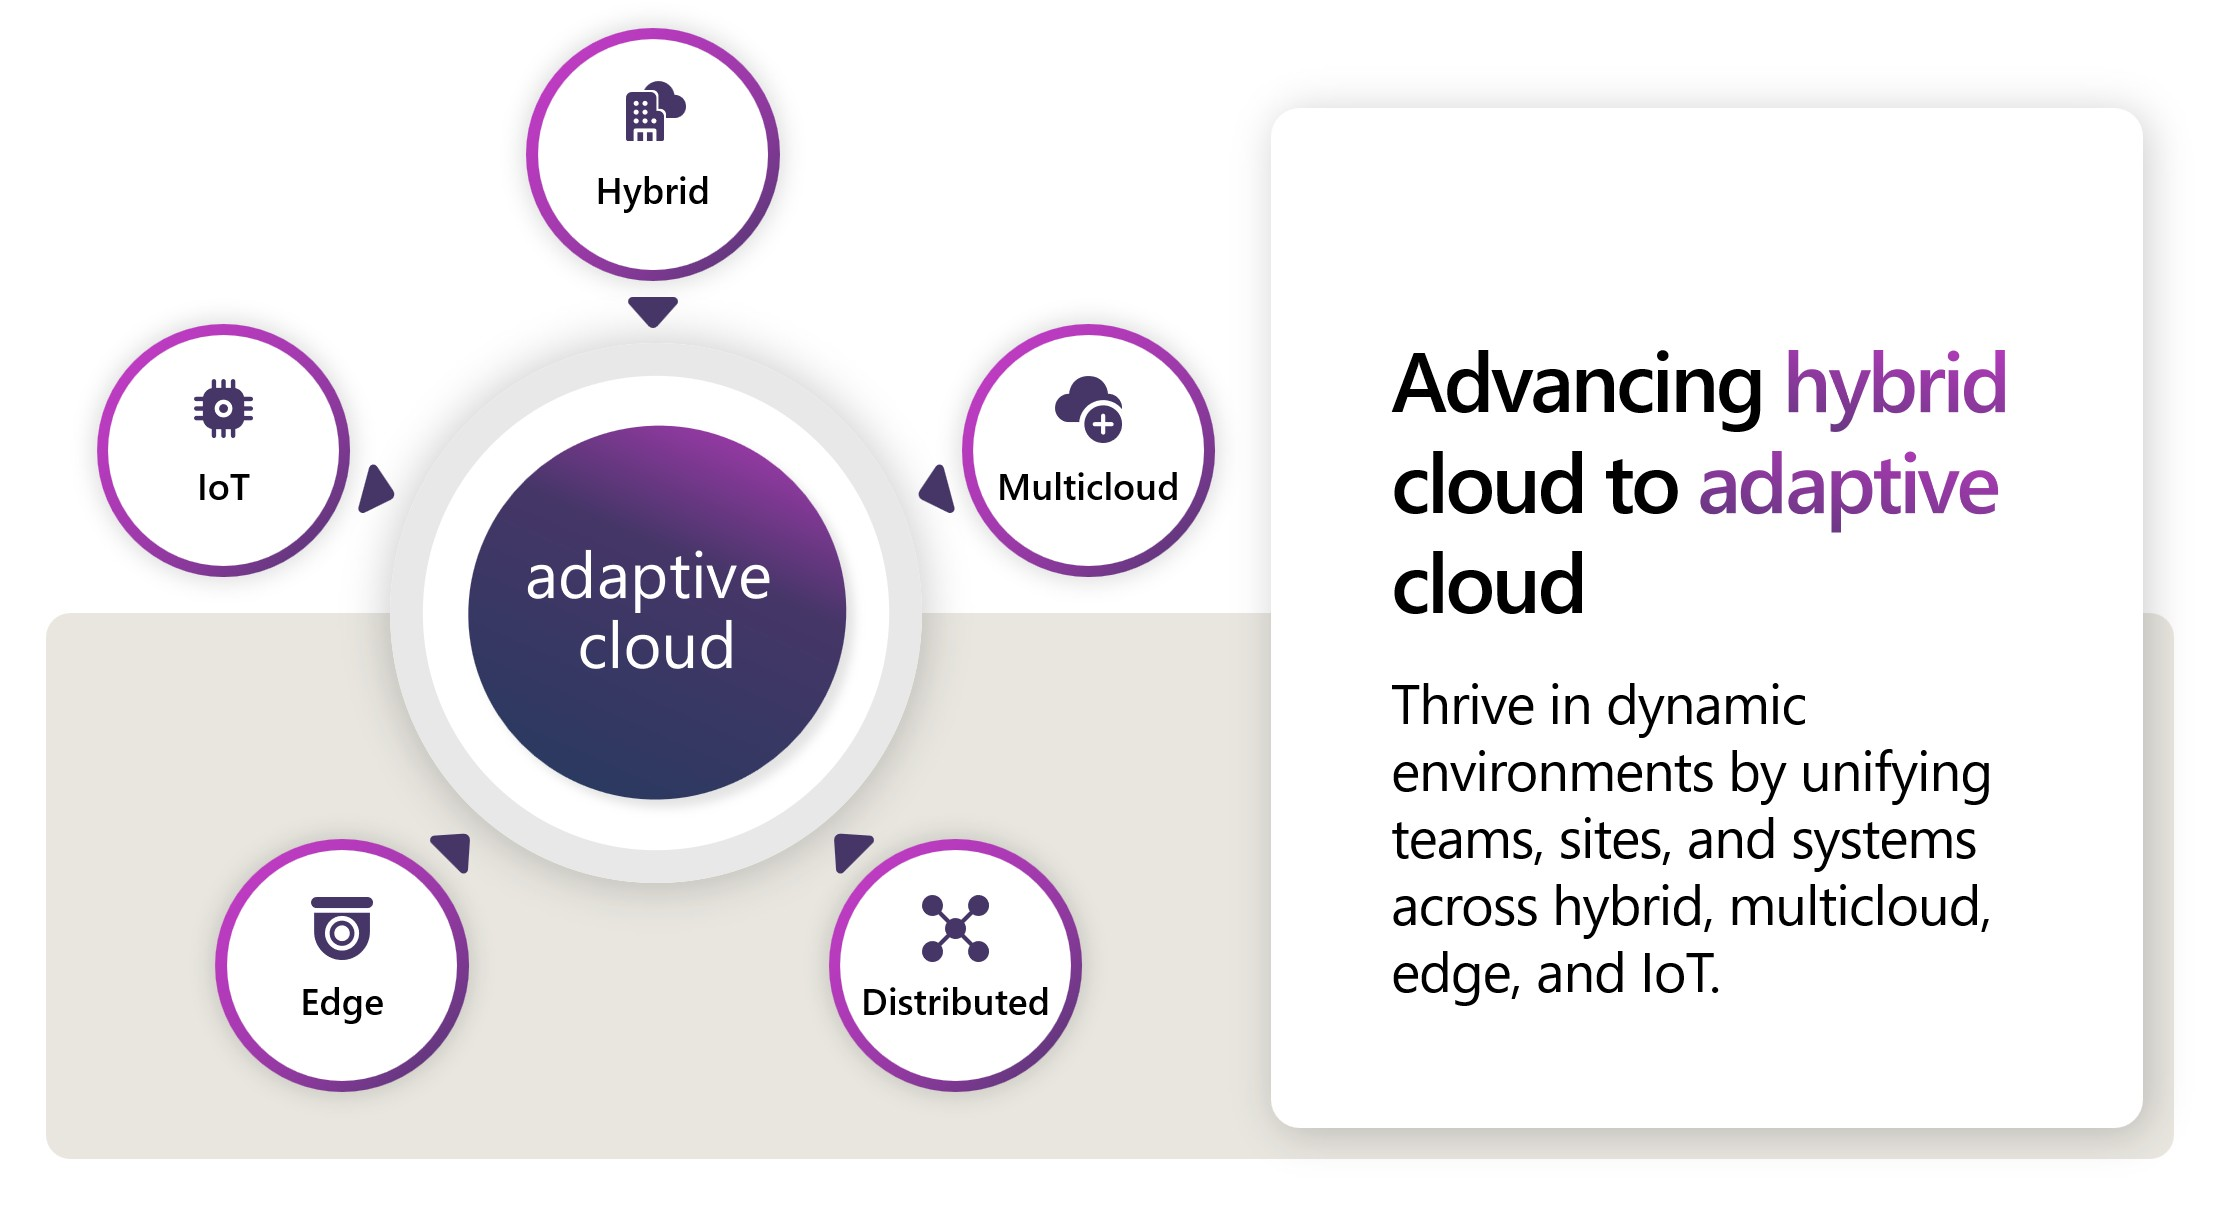 Hybrid
IoT
Multicloud
adaptive
cloud
Edge
Distributed
Advancing hybrid
cloud to adaptive
cloud
Thrive in dynamic
environments by unifying
teams, sites, and systems
across hybrid, multicloud,
edge, and IoT.